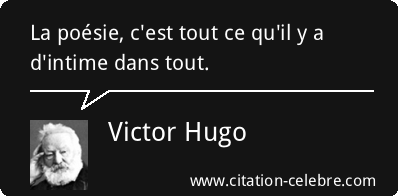 La poésie, c'est tout ce qu'il y a
d'intime dans tout.
Victor Hugo
www.citation-celebre.com